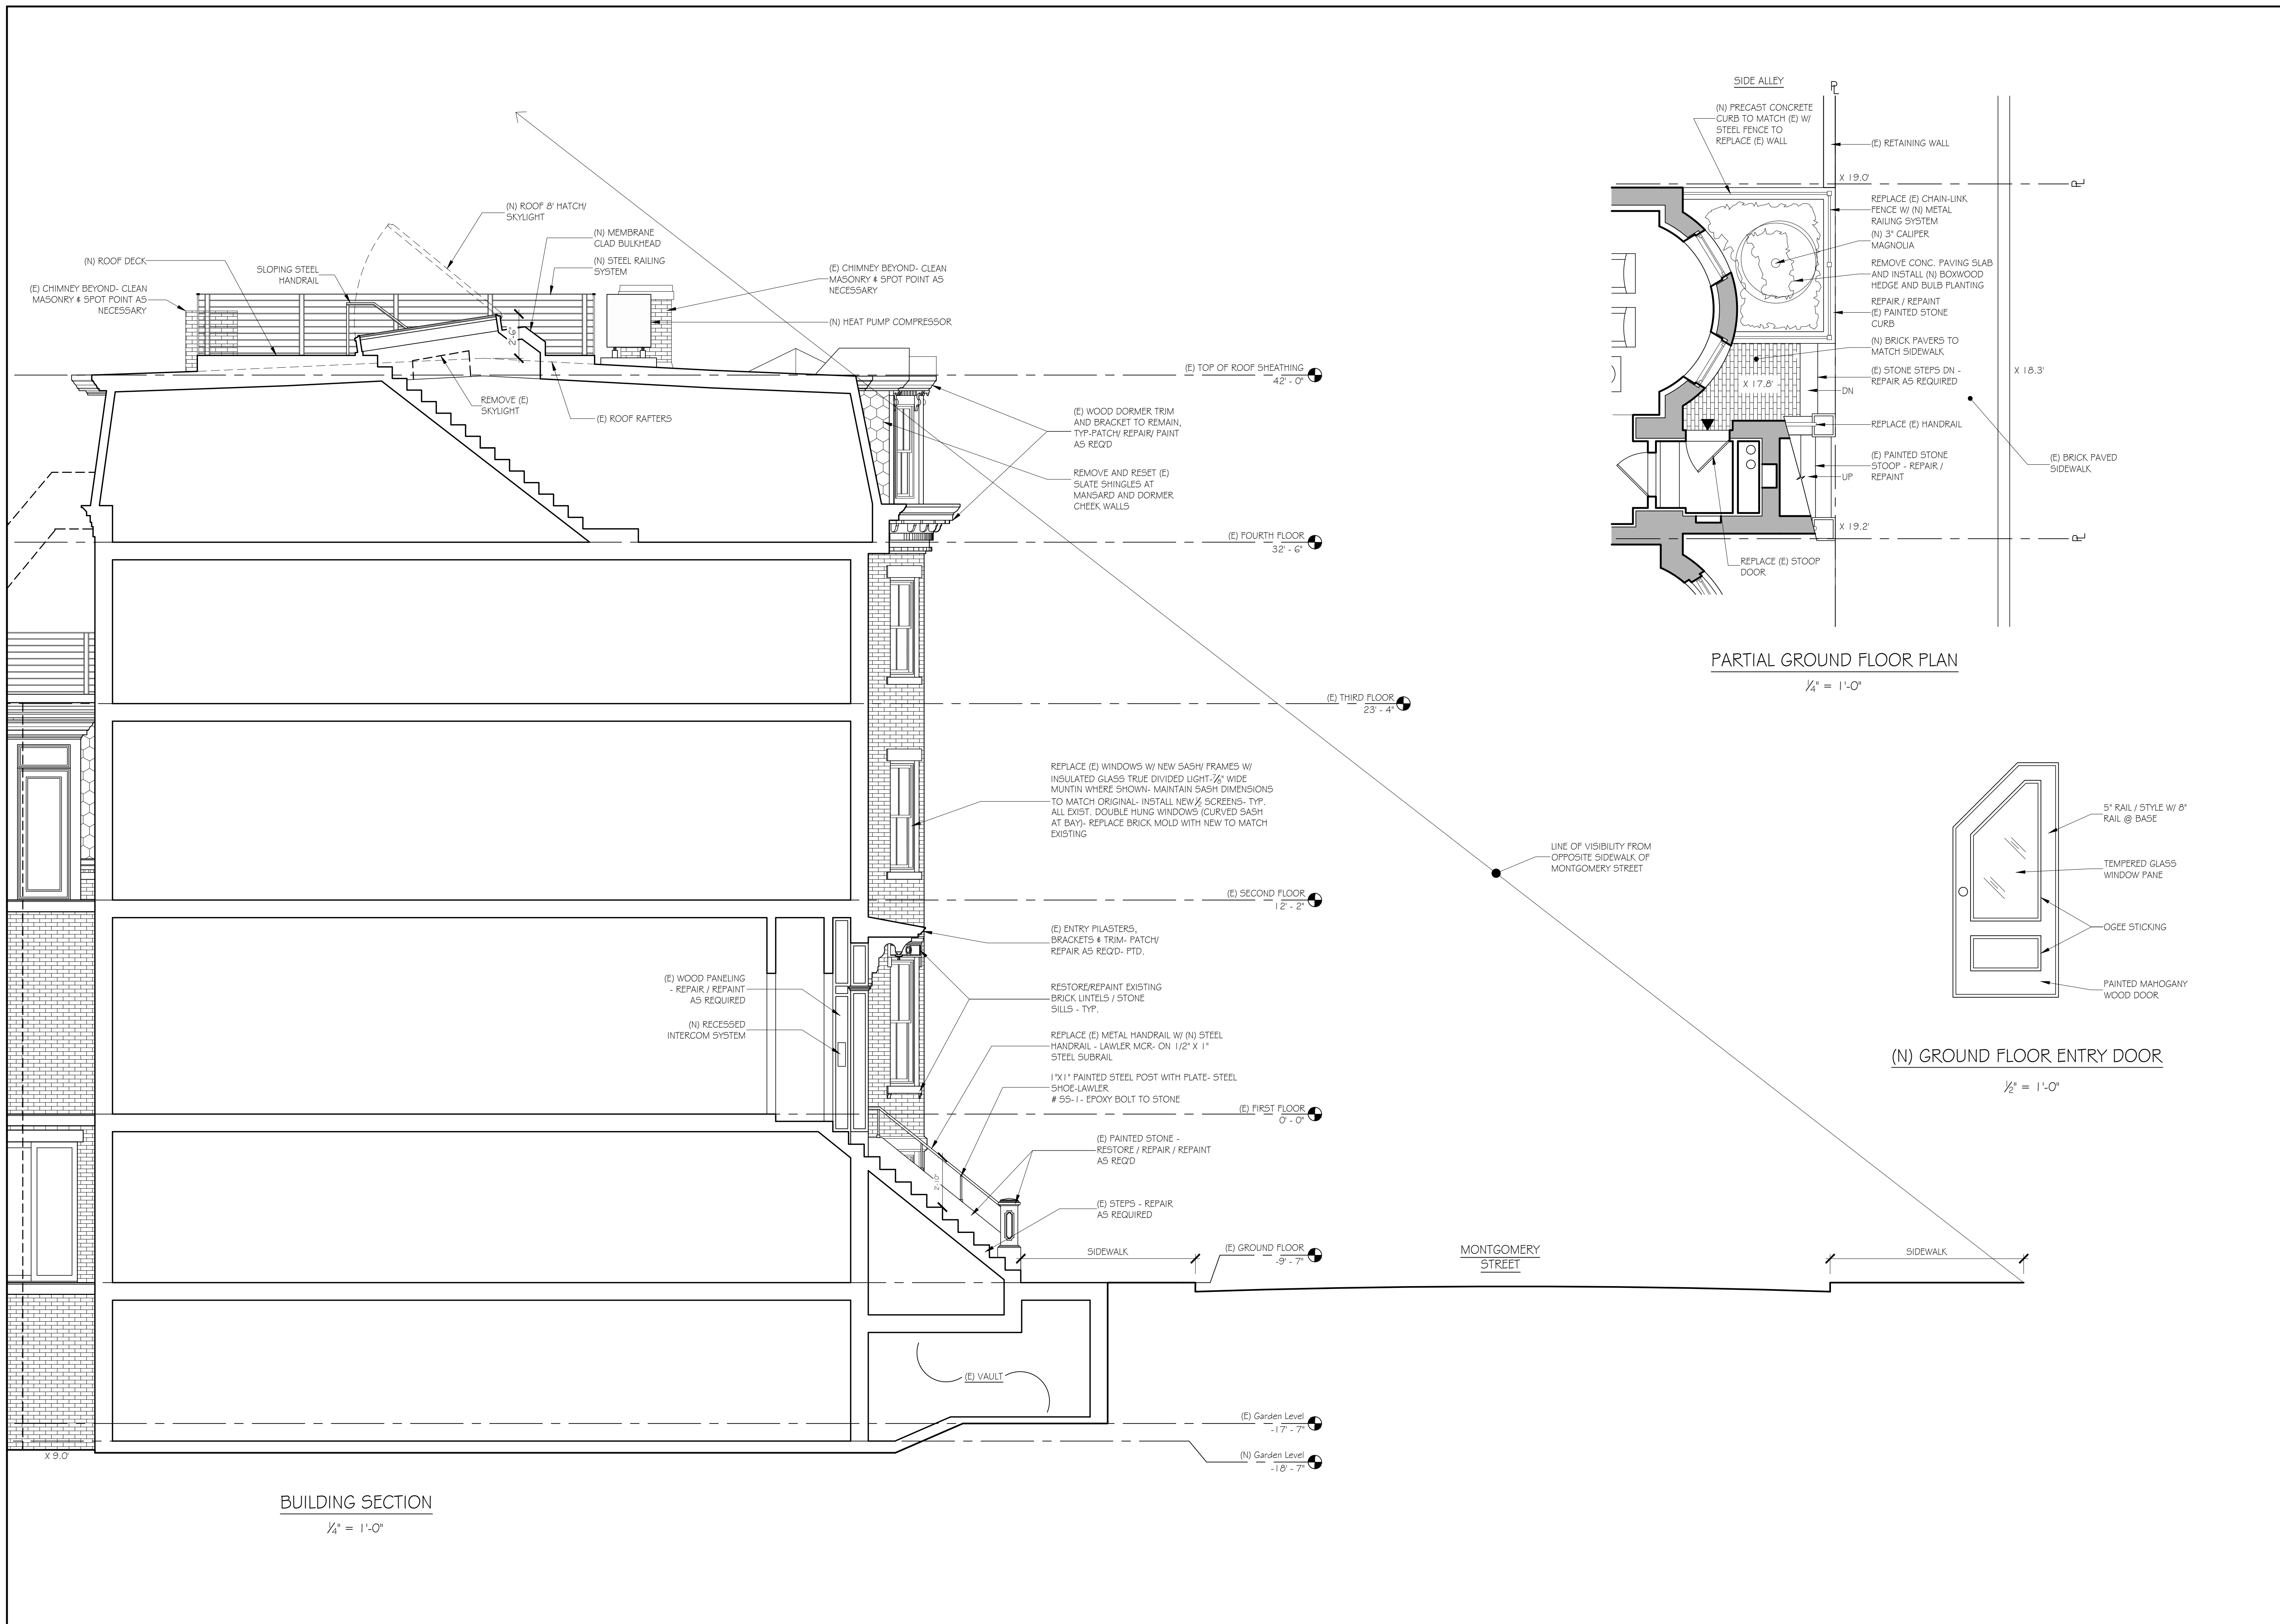 (N) ROOF 8' HATCH/
SKYLIGHT
(N) MEMBRANE
CLAD BULKHEAD
(N) STEEL RAILING
SYSTEM
(N) ROOF DECK
SLOPING STEEL
HANDRAIL
(E) CHIMNEY BEYOND- CLEAN
MASONRY & SPOT POINT AS
NECESSARY
(E) CHIMNEY BEYOND- CLEAN
MASONRY & SPOT POINT AS
NECESSARY
(N) HEAT PUMP COMPRESSOR
2'-6"
REMOVE (E)
SKYLIGHT
(E) ROOF RAFTERS
(E) TOP OF ROOF SHEATHING
42' - 0"
(E) WOOD DORMER TRIM
AND BRACKET TO REMAIN,
TYP-PATCH/ REPAIR/ PAINT
AS REQ'D
REMOVE AND RESET (E)
SLATE SHINGLES AT
MANSARD AND DORMER
CHEEK WALLS
(E) FOURTH FLOOR
32' - 6"
(E) THIRD FLOOR
23' - 4"
REPLACE (E) WINDOWS W/ NEW SASH/ FRAMES W/
INSULATED GLASS TRUE DIVIDED LIGHT-7/8" WIDE
MUNTIN WHERE SHOWN- MAINTAIN SASH DIMENSIONS
TO MATCH ORIGINAL- INSTALL NEW 1/2 SCREENS- TYP.
ALL EXIST. DOUBLE HUNG WINDOWS (CURVED SASH
AT BAY)- REPLACE BRICK MOLD WITH NEW TO MATCH
EXISTING
LINE OF VISIBILITY FROM
OPPOSITE SIDEWALK OF
MONTGOMERY STREET
(E) SECOND FLOOR
12' - 2"
(E) ENTRY PILASTERS,
BRACKETS & TRIM- PATCH/
REPAIR AS REQ'D- PTD.
(E) WOOD PANELING
- REPAIR / REPAINT
AS REQUIRED
(N) RECESSED
INTERCOM SYSTEM
RESTORE/REPAINT EXISTING
BRICK LINTELS / STONE
SILLS - TYP.
REPLACE (E) METAL HANDRAIL W/ (N) STEEL
HANDRAIL - LAWLER MCR- ON 1/2" X 1"
STEEL SUBRAIL
1"X1" PAINTED STEEL POST WITH PLATE- STEEL
SHOE-LAWLER
# SS-1- EPOXY BOLT TO STONE
(E) FIRST FLOOR
0' - 0"
(E) PAINTED STONE -
RESTORE / REPAIR / REPAINT
AS REQ'D
2'-10"
(E) STEPS - REPAIR
AS REQUIRED
SIDEWALK
(E) GROUND FLOOR
-9' - 7"
MONTGOMERY
STREET
SIDEWALK
(E) VAULT
(E) Garden Level
-17' - 7"
(N) Garden Level
-18' - 7"
X 9.0'
BUILDING SECTION
1/4" = 1'-0"
SIDE ALLEY
PL
(N) PRECAST CONCRETE
CURB TO MATCH (E) W/
STEEL FENCE TO
REPLACE (E) WALL
(E) RETAINING WALL
X 19.0'
PL
REPLACE (E) CHAIN-LINK
FENCE W/ (N) METAL
RAILING SYSTEM
(N) 3" CALIPER
MAGNOLIA
REMOVE CONC. PAVING SLAB
AND INSTALL (N) BOXWOOD
HEDGE AND BULB PLANTING
REPAIR / REPAINT
(E) PAINTED STONE
CURB
(N) BRICK PAVERS TO
MATCH SIDEWALK
(E) STONE STEPS DN -
REPAIR AS REQUIRED
X 18.3'
X 17.8'
DN
REPLACE (E) HANDRAIL
(E) PAINTED STONE
STOOP - REPAIR /
REPAINT
UP
(E) BRICK PAVED
SIDEWALK
X 19.2'
PL
REPLACE (E) STOOP
DOOR
PARTIAL GROUND FLOOR PLAN
1/4" = 1'-0"
5" RAIL / STYLE W/ 8"
RAIL @ BASE
TEMPERED GLASS
WINDOW PANE
OGEE STICKING
PAINTED MAHOGANY
WOOD DOOR
(N) GROUND FLOOR ENTRY DOOR
1/2" = 1'-0"